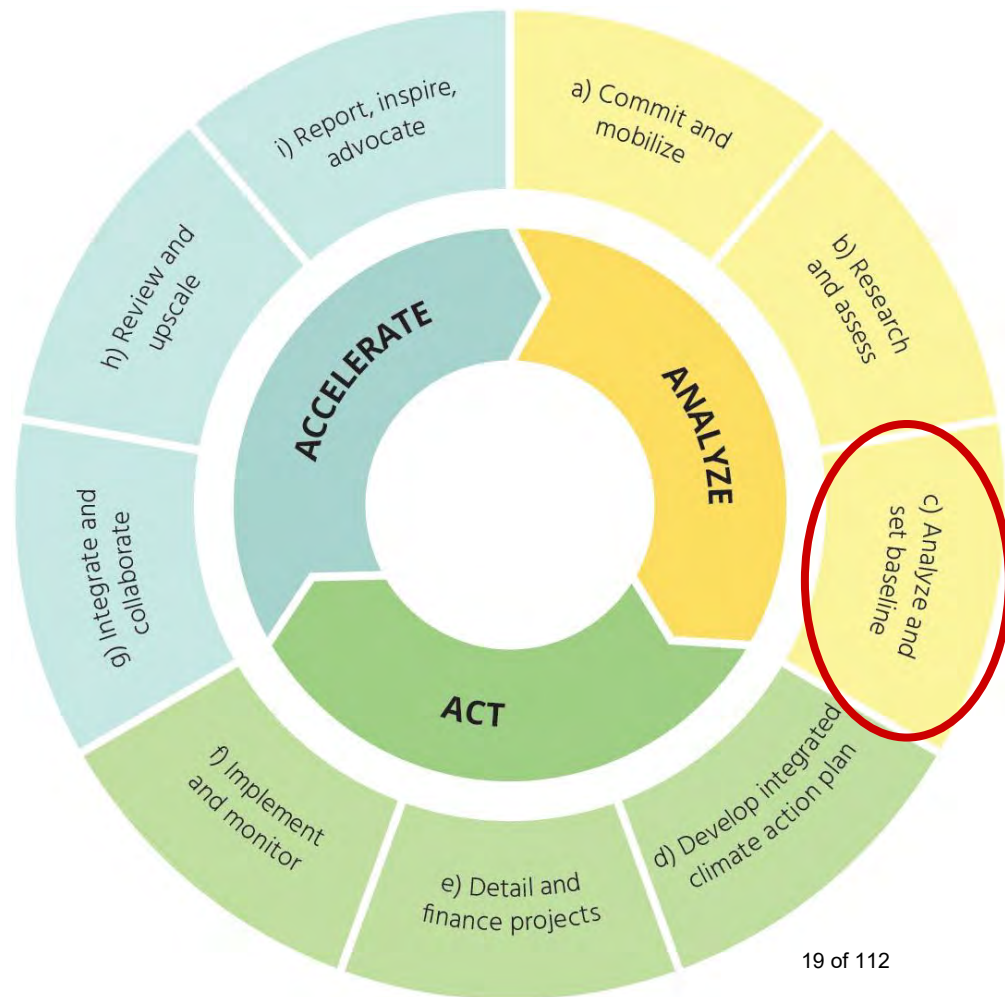 a) Commit and
mobilize
b) Research
and assess
c) Analyze and
set baseline
d) Develop integrated
climate action plan
e) Detail and
finance projects
f) Implement
and monitor
g) Integrate and
collaborate
h) Review and
upscale
i) Report, inspire,
advocate
ANALYZE
ACT
ACCELERATE
19 of 112